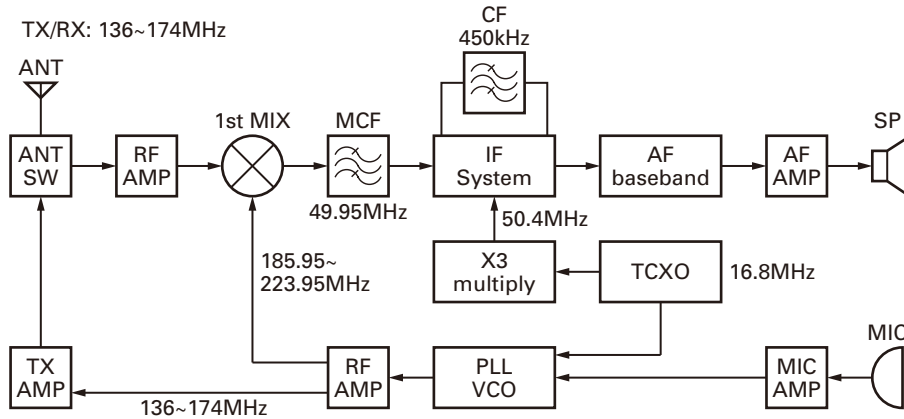 TX/RX: 136~174MHz
CF
450kHz
ANT
1st MIX
MCF
SP
ANT
SW
RF
AMP
IF
System
AF
baseband
AF
AMP
49.95MHz
50.4MHz
185.95~
223.95MHz
X3
multiply
TCXO
16.8MHz
MIC
TX
AMP
RF
AMP
PLL
VCO
MIC
AMP
136~174MHz